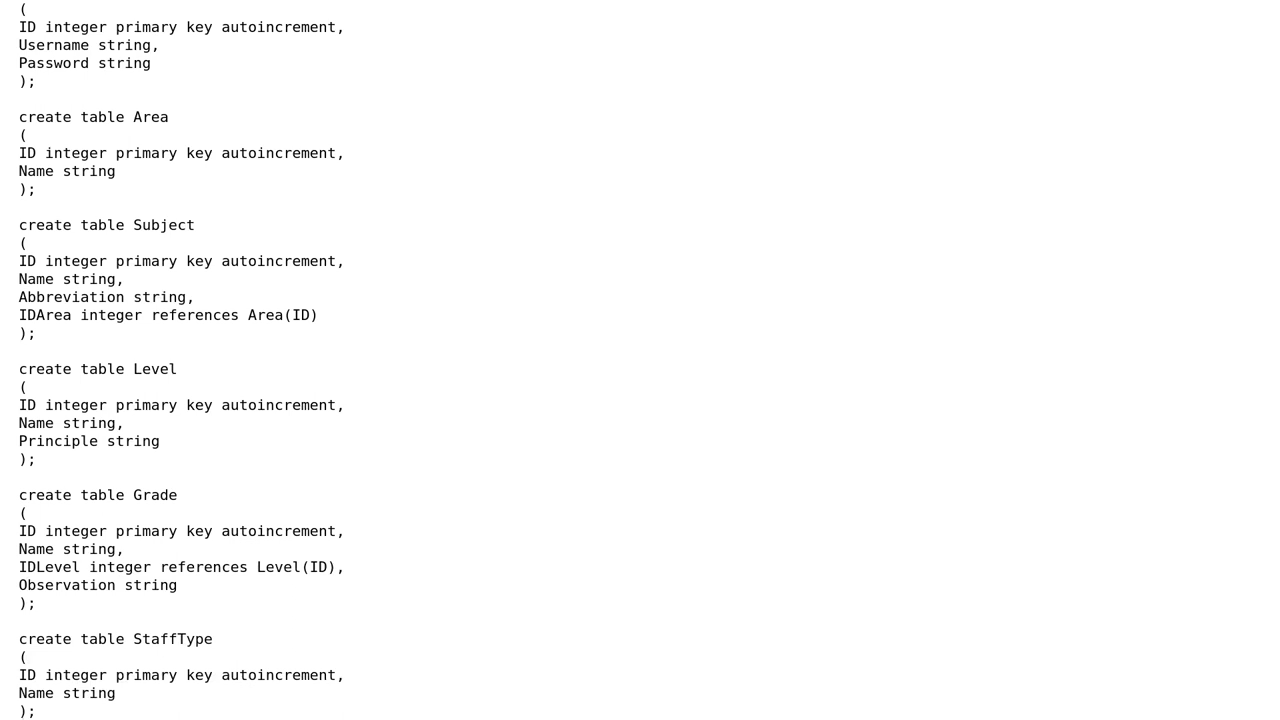 (
ID integer primary key autoincrement,
Username string,
Password string
);
create table Area
(
ID integer primary key autoincrement,
Name string
);
create table Subject
(
ID integer primary key autoincrement,
Name string,
Abbreviation string,
IDArea integer references Area(ID)
);
create table Level
(
ID integer primary key autoincrement,
Name string,
Principle string
);
create table Grade
(
ID integer primary key autoincrement,
Name string,
IDLevel integer references Level(ID),
Observation string
);
create table StaffType
(
ID integer primary key autoincrement,
Name string
);